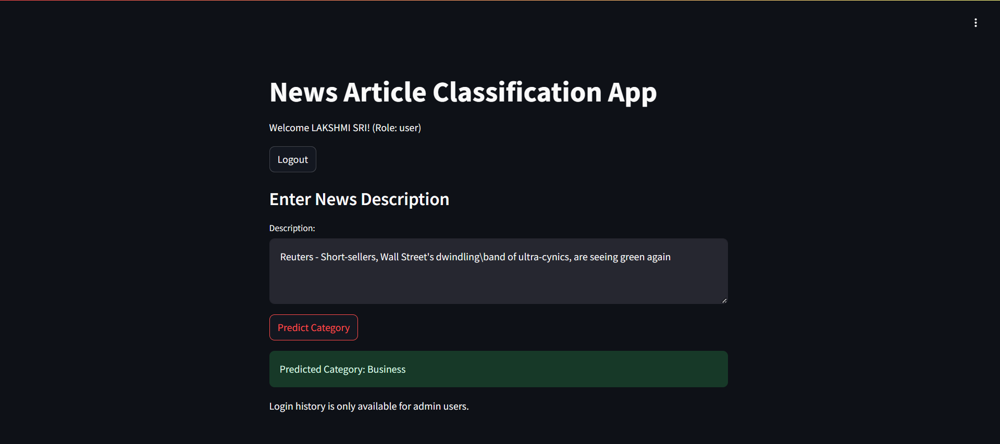 News Article Classification App
Welcome LAKSHMI SRI! (Role: user)
Logout
Enter News Description
Description:
Reuters - Short-sellers, Wall Street's dwindling\band of ultra-cynics, are seeing green again
Predict Category
Predicted Category: Business
Login history is only available for admin users.